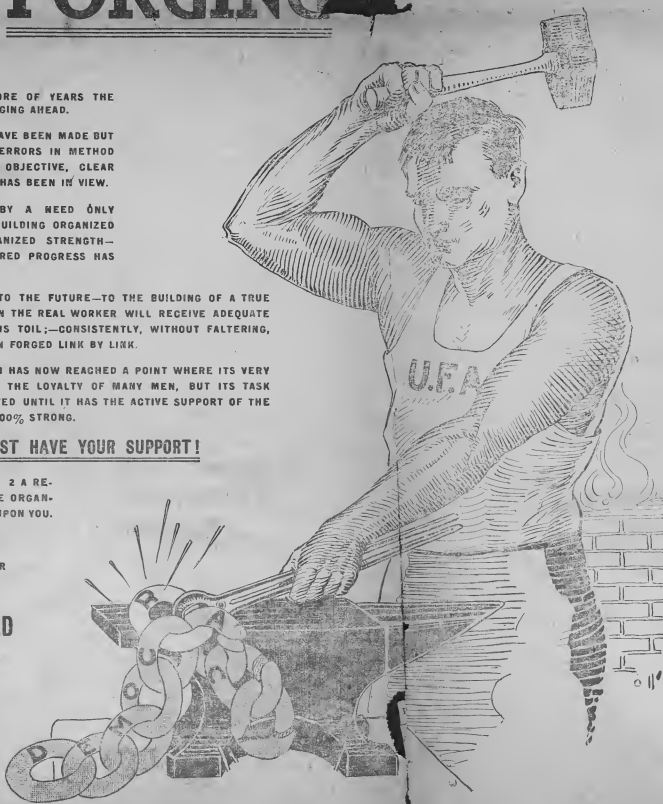 FORGING
ORE OF YEARS THE
GING AHEAD.
AVE BEEN MADE BUT
ERRORS IN METHOD
OBJECTIVE, CLEAR
HAS BEEN IN VIEW.
BY A NEED ONLY
UILDING ORGANIZED
ANIZED STRENGTH—
RED PROGRESS HAS
TO THE FUTURE—TO THE BUILDING OF A TRUE
N THE REAL WORKER WILL RECEIVE ADEQUATE
IS TOIL;—CONSISTENTLY, WITHOUT FALTERING,
N FORGED LINK BY LINK.
N HAS NOW REACHED A POINT WHERE ITS VERY
THE LOYALTY OF MANY MEN, BUT ITS TASK
TED UNTIL IT HAS THE ACTIVE SUPPORT OF THE
00% STRONG.
ST HAVE YOUR SUPPORT!
2 A RE-
E ORGAN-
UPON YOU.
R
D
U.F.A
DEMOCRAC